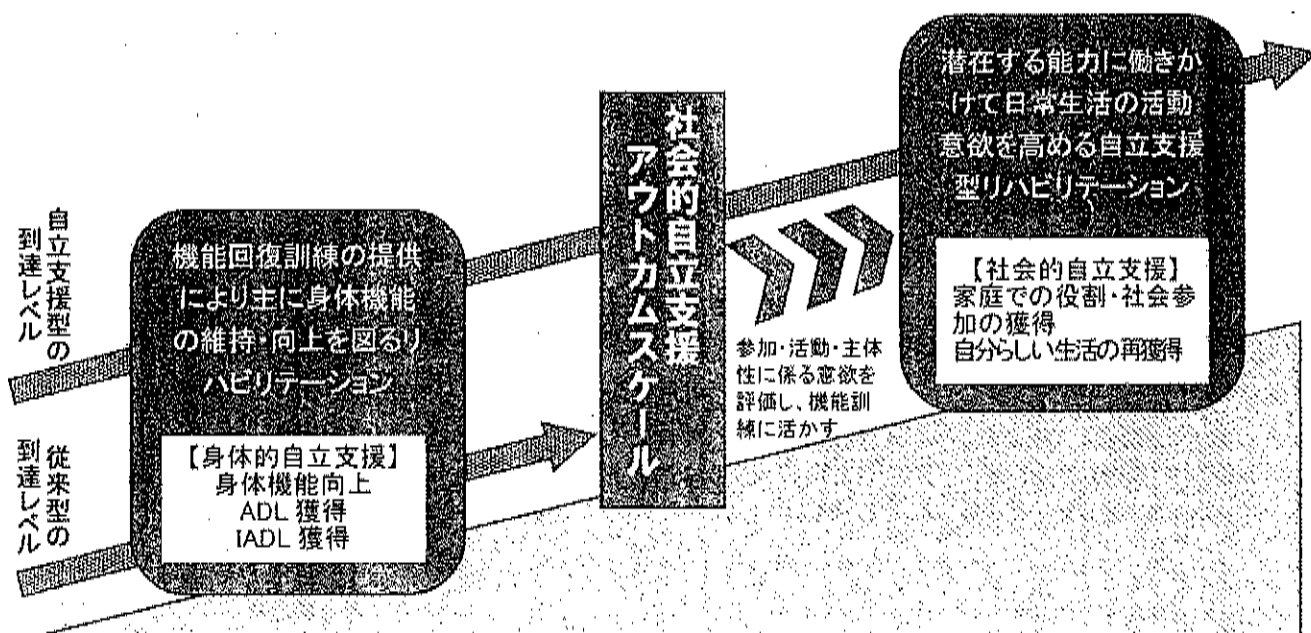 自立支援型の
到達レベル
従来型の
到達レベル
機能回復訓練の提供
により主に身体機能
の維持・向上を図るリ
ハビリテーション
【身体的自立支援】
身体機能向上
ADL 獲得
IADL 獲得
社会的自立支援
アウトカムスケール
参加・活動・主体
性に係る意欲を
評価し、機能訓
練に活かす
潜在する能力に働きか
けて日常生活の活動
意欲を高める自立支援
型リハビリテーション
【社会的自立支援】
家庭での役割・社会参
加の獲得
自分らしい生活の再獲得